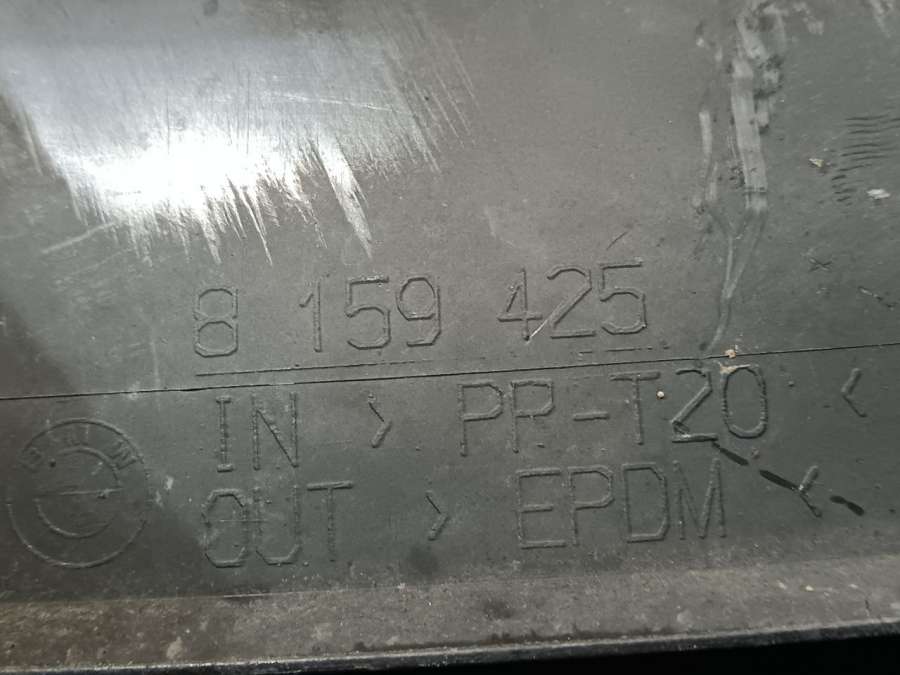 8 159 425
IN > PP-T20 <
OUT > EPDM <